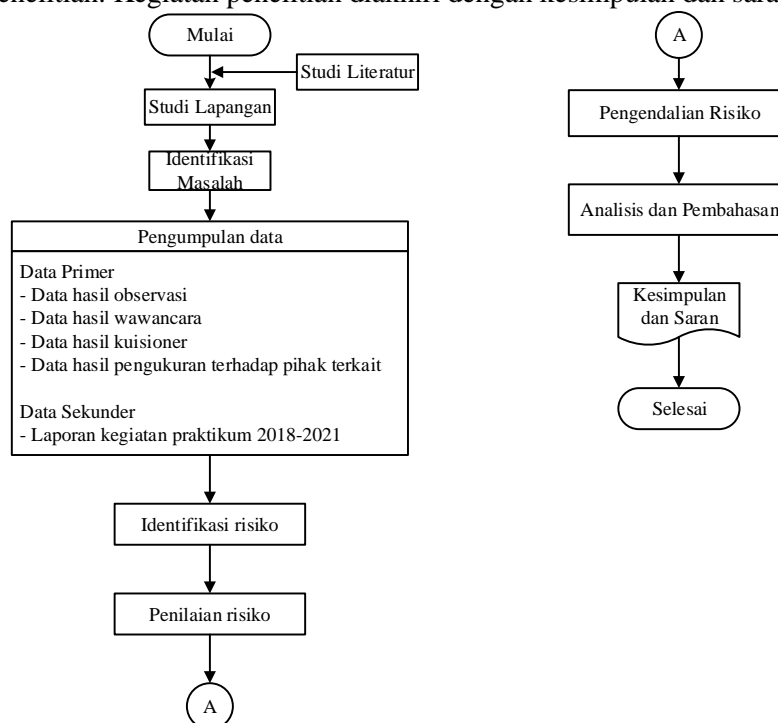 enelitian. Kegiatan penelitian diakhiri dengan kesimpulan dan sara
Mulai
Studi Literatur
Studi Lapangan
Identifikasi
Masalah
Pengumpulan data
Data Primer
- Data hasil observasi
- Data hasil wawancara
- Data hasil kuisioner
- Data hasil pengukuran terhadap pihak terkait
Data Sekunder
- Laporan kegiatan praktikum 2018-2021
Identifikasi risiko
Penilaian risiko
A
A
Pengendalian Risiko
Analisis dan Pembahasan
Kesimpulan
dan Saran
Selesai